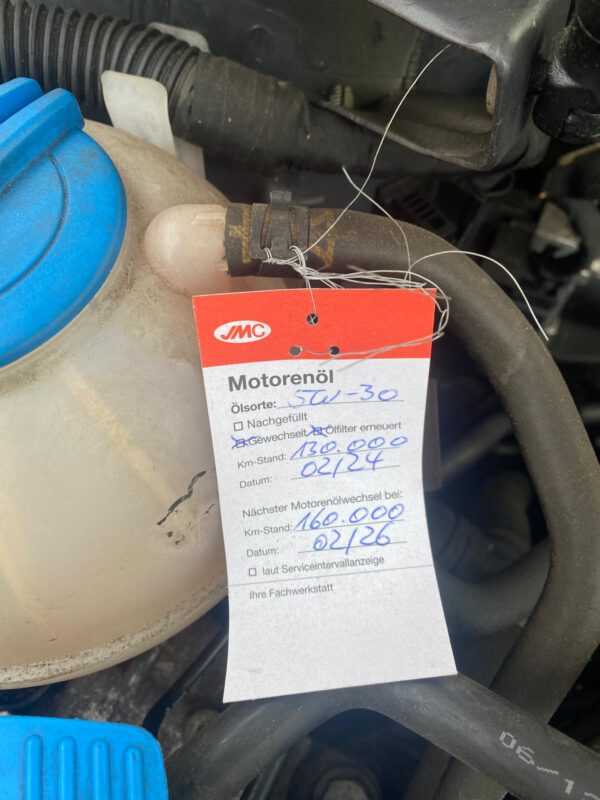 JMC
Motorenöl
Ölsorte: 5W-30
Nachgefüllt
Gewechselt Ölfilter erneuert
Km-Stand: 130.000
Datum: 02/24
Nächster Motorenölwechsel bei:
Km-Stand: 160.000
Datum: 02/26
laut Serviceintervallanzeige
Ihre Fachwerkstatt